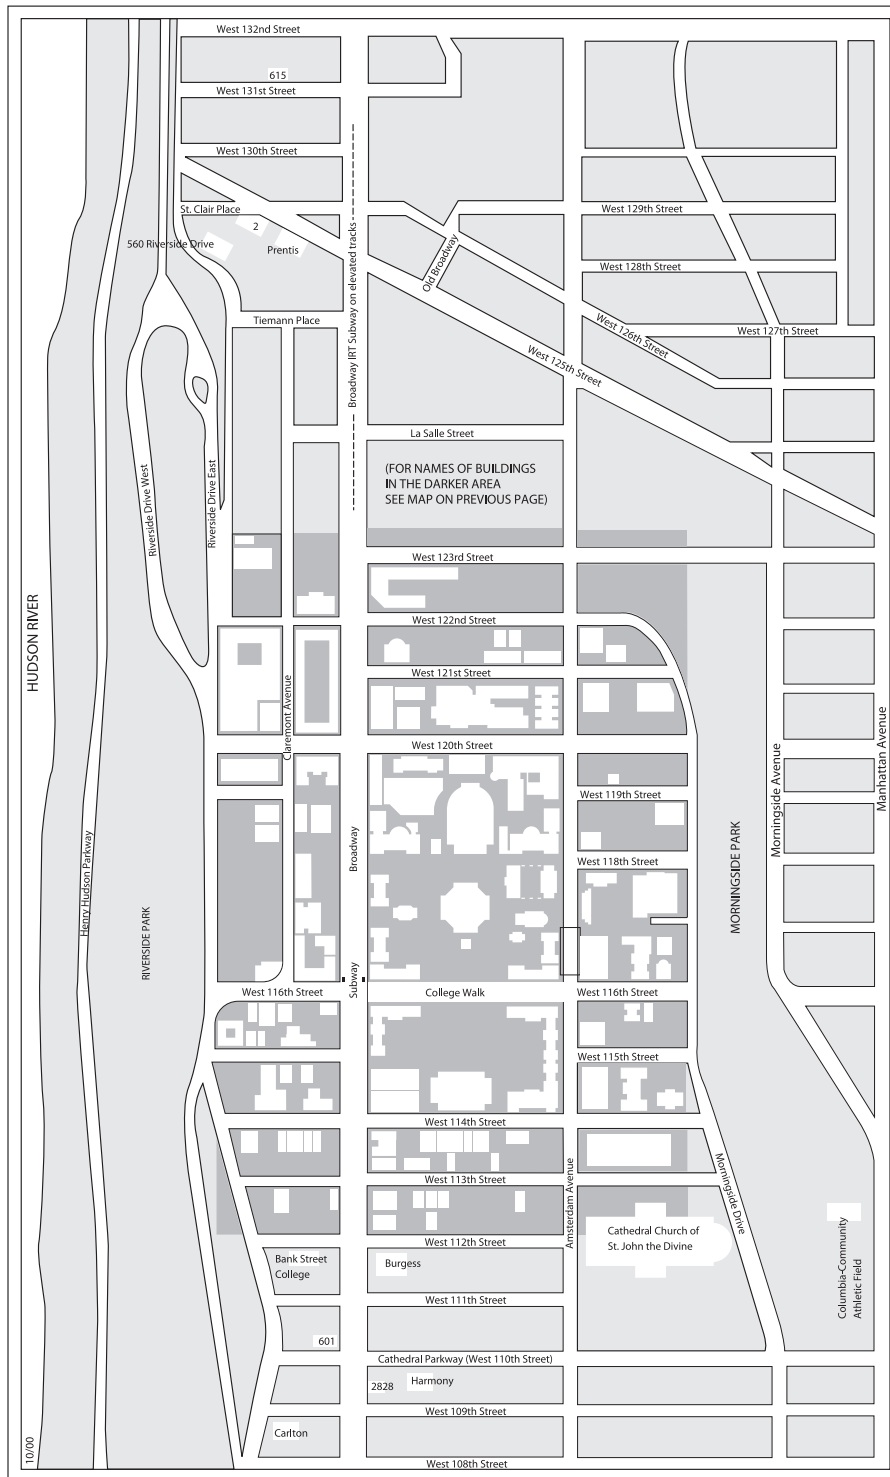 West 132nd Street
615
West 131st Street
West 130th Street
St. Clair Place
West 129th Street
2
560 Riverside Drive
Prentis
Old Broadway
West 128th Street
Broadway IRT Subway on elevated tracks
Tiemann Place
West 126th Street
West 127th Street
West 125th Street
La Salle Street
(FOR NAMES OF BUILDINGS
IN THE DARKER AREA
SEE MAP ON PREVIOUS PAGE)
Riverside Drive West
Riverside Drive East
West 123rd Street
West 122nd Street
HUDSON RIVER
West 121st Street
Claremont Avenue
West 120th Street
Morningside Avenue
Manhattan Avenue
West 119th Street
Broadway
Henry Hudson Parkway
West 118th Street
MORNINGSIDE PARK
RIVERSIDE PARK
Subway
West 116th Street
College Walk
West 116th Street
West 115th Street
West 114th Street
West 113th Street
Amsterdam Avenue
Morningside Drive
Cathedral Church of
St. John the Divine
West 112th Street
Bank Street
College
Burgess
Columbia-Community
Athletic Field
West 111th Street
601
Cathedral Parkway (West 110th Street)
2828
Harmony
West 109th Street
Carlton
10/00
West 108th Street